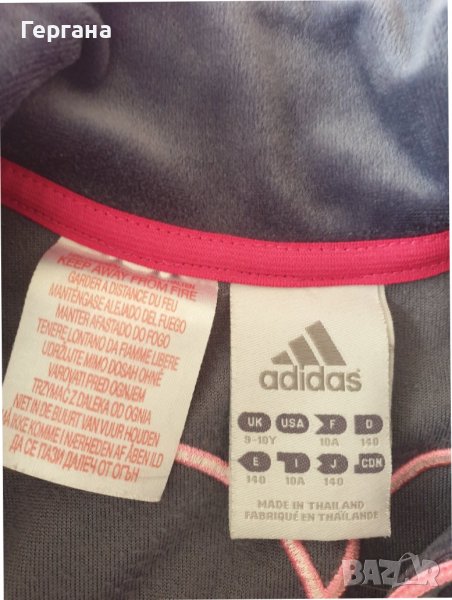 Гергана
KEEP AWAY FROM FIRE
GARDER A DISTANCE DU FEU
MANTENGASE ALEJADO DEL FUEGO
MANTER AFASTADO DO FOGO
TENERE LONTANO DA FIAMME LIBERE
UDRŽUJTE MIMO DOSAH OHNĚ
VAROVATI PRED OGNJEM
TRZYMAĆ Z DALEKA OD OGNIA
NIET IN DE BUURT VAN VUUR HOUDEN
IKKE KOMME I NÆRHEDEN AF ÅBEN ILD
ДА СЕ ПАЗИ ДАЛЕЧ ОТ ОГЪН
adidas
UK USA F D
9-10Y 10A 140
E I J CDN
140 10A 140
MADE IN THAILAND
FABRIQUÉ EN THAÏLANDE
BAZAR